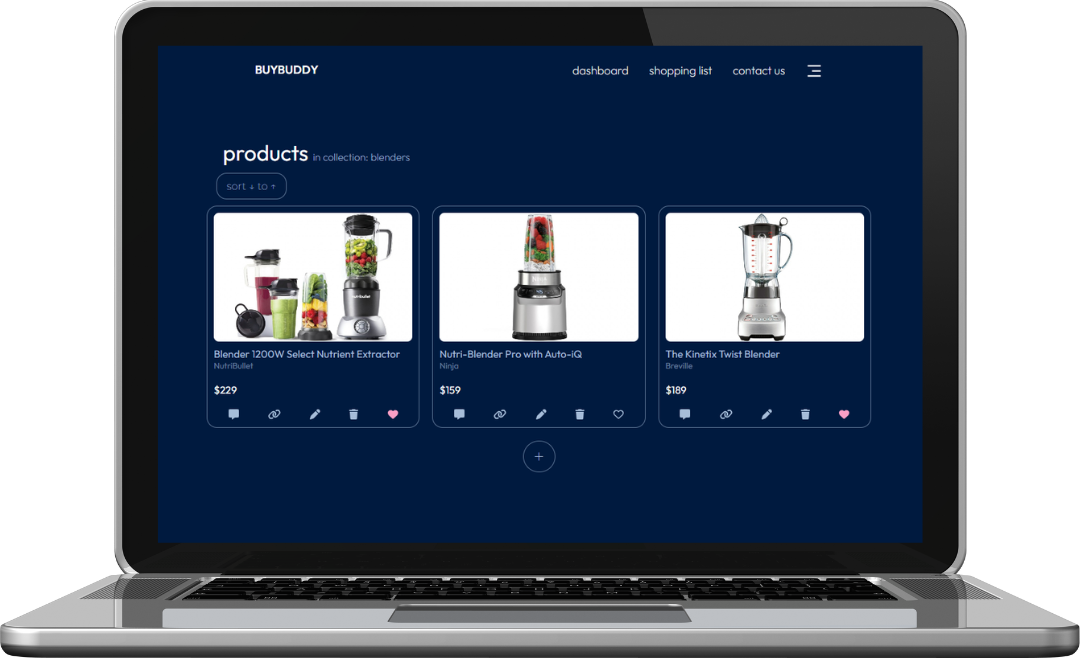 BUYBUDDY
dashboard shopping list contact us
products in collection: blenders
sort ↓ to ↑
nutribullet
Blender 1200W Select Nutrient Extractor
NutriBullet
$229
Nutri-Blender Pro with Auto-iQ
Ninja
$159
The Kinetix Twist Blender
Breville
$189
+